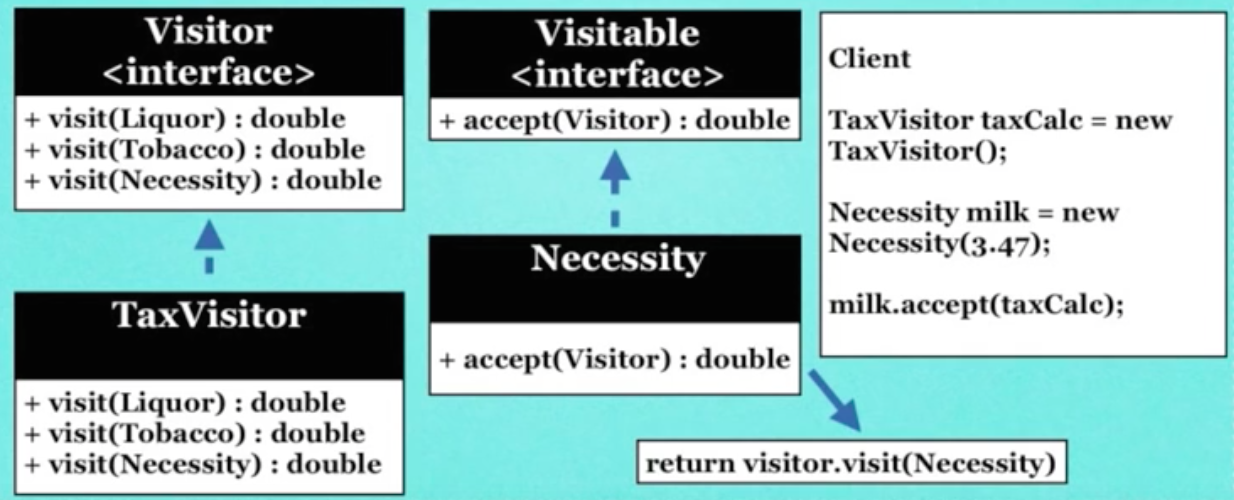 Visitor
<interface>
+ visit(Liquor) : double
+ visit(Tobacco) : double
+ visit(Necessity) : double
TaxVisitor
+ visit(Liquor) : double
+ visit(Tobacco) : double
+ visit(Necessity) : double
Visitable
<interface>
+ accept(Visitor) : double
Necessity
+ accept(Visitor) : double
return visitor.visit(Necessity)
Client
TaxVisitor taxCalc = new
TaxVisitor();
Necessity milk = new
Necessity(3.47);
milk.accept(taxCalc);